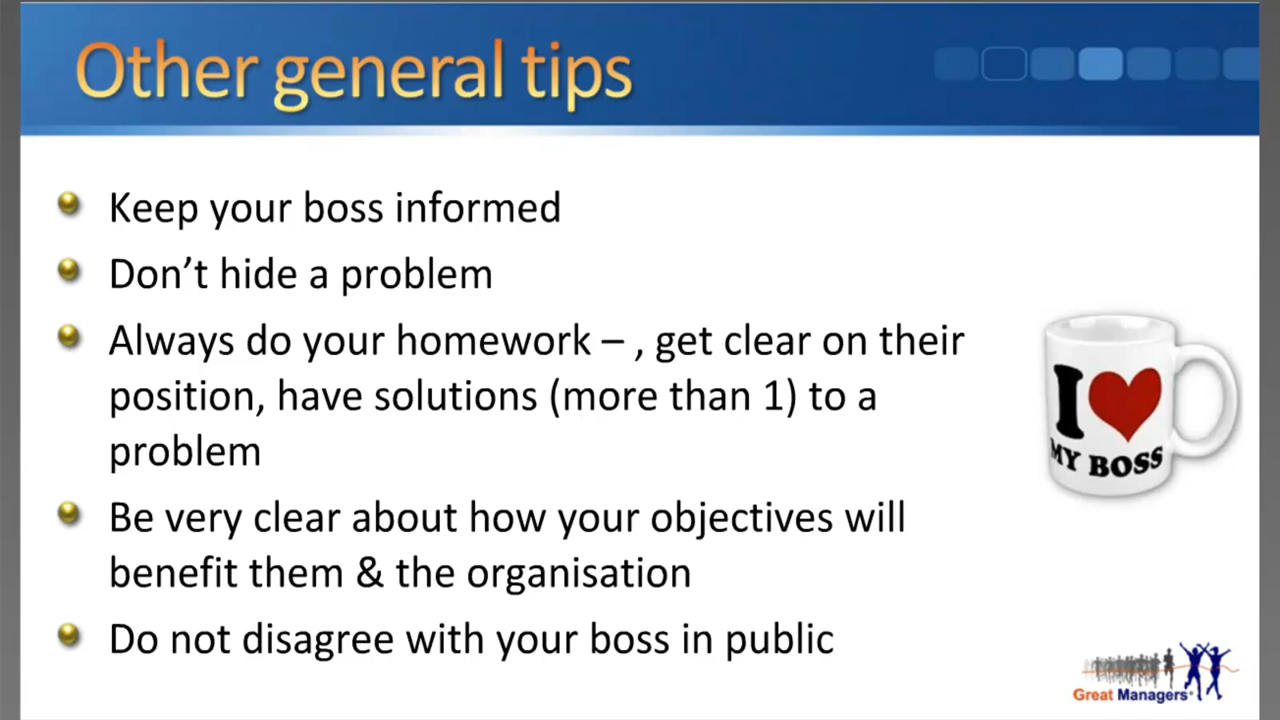 Other general tips
Keep your boss informed
Don’t hide a problem
Always do your homework – , get clear on their
position, have solutions (more than 1) to a
problem
I
MY BOSS
Be very clear about how your objectives will
benefit them & the organisation
Do not disagree with your boss in public
Great Managers®